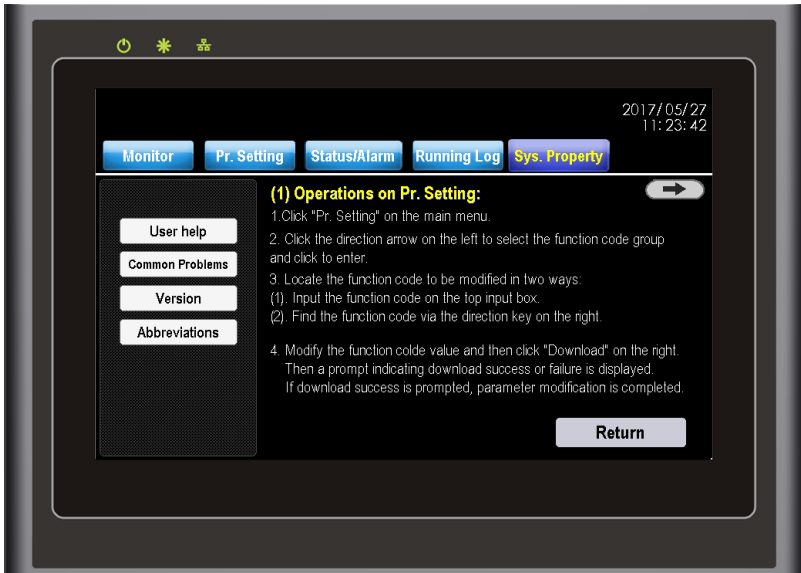 2017/05/27
11:23:42
Monitor
Pr. Setting
Status/Alarm
Running Log
Sys. Property
User help
Common Problems
Version
Abbreviations
(1) Operations on Pr. Setting:
1.Click "Pr. Setting" on the main menu.
2. Click the direction arrow on the left to select the function code group
and click to enter.
3. Locate the function code to be modified in two ways:
(1). Input the function code on the top input box.
(2). Find the function code via the direction key on the right.
4. Modify the function colde value and then click "Download" on the right.
Then a prompt indicating download success or failure is displayed.
If download success is prompted, parameter modification is completed.
Return